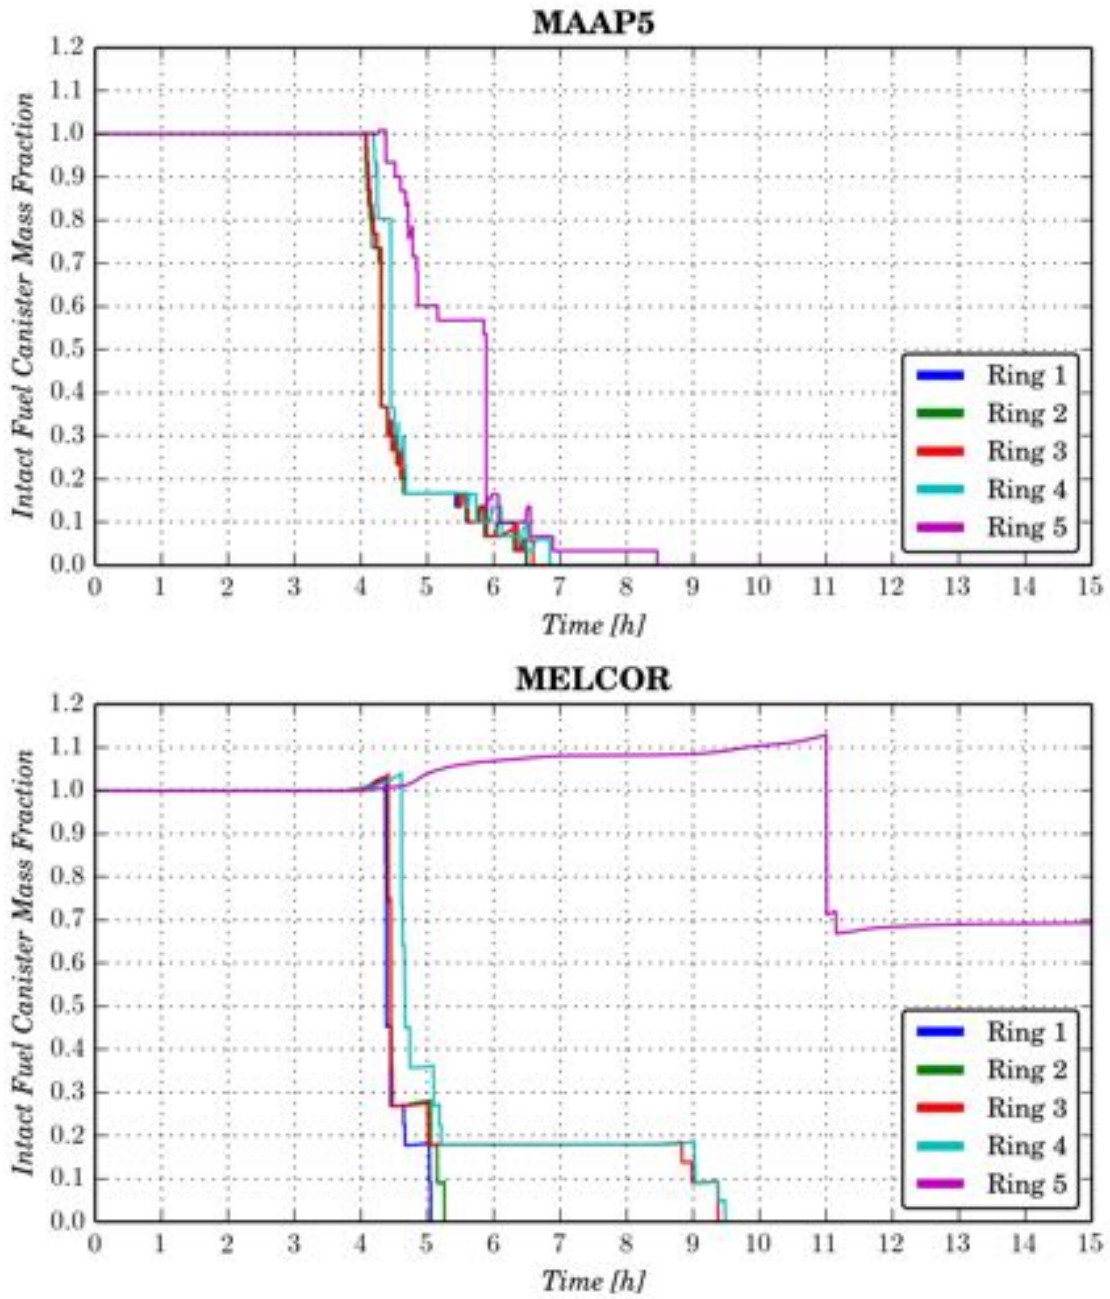 MAAP5
1.2
1.1
1.0
0.9
0.8
0.7
0.6
0.5
0.4
0.3
0.2
0.1
0.0
Intact Fuel Canister Mass Fraction
Ring 1
Ring 2
Ring 3
Ring 4
Ring 5
0 1 2 3 4 5 6 7 8 9 10 11 12 13 14 15
Time [h]
MELCOR
1.2
1.1
1.0
0.9
0.8
0.7
0.6
0.5
0.4
0.3
0.2
0.1
0.0
Intact Fuel Canister Mass Fraction
Ring 1
Ring 2
Ring 3
Ring 4
Ring 5
0 1 2 3 4 5 6 7 8 9 10 11 12 13 14 15
Time [h]